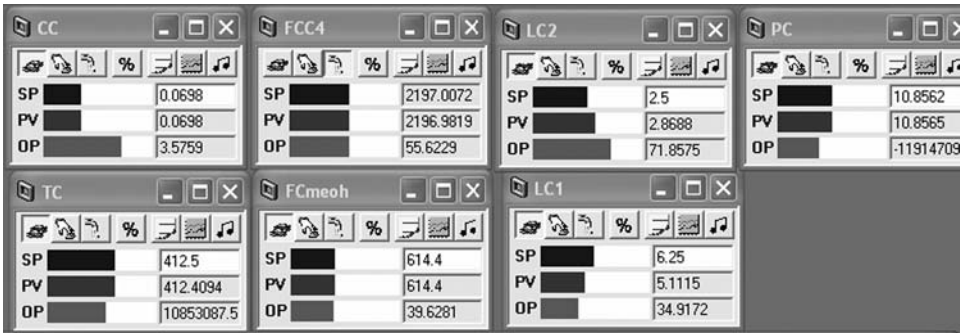 CC
%
SP 0.0698
PV 0.0698
OP 3.5759
FCC4
%
SP 2197.0072
PV 2196.9819
OP 55.6229
LC2
%
SP 2.5
PV 2.8688
OP 71.8575
PC
%
SP 10.8562
PV 10.8565
OP -11914709
TC
%
SP 412.5
PV 412.4094
OP 10853087.5
FCmeoh
%
SP 614.4
PV 614.4
OP 39.6281
LC1
%
SP 6.25
PV 5.1115
OP 34.9172